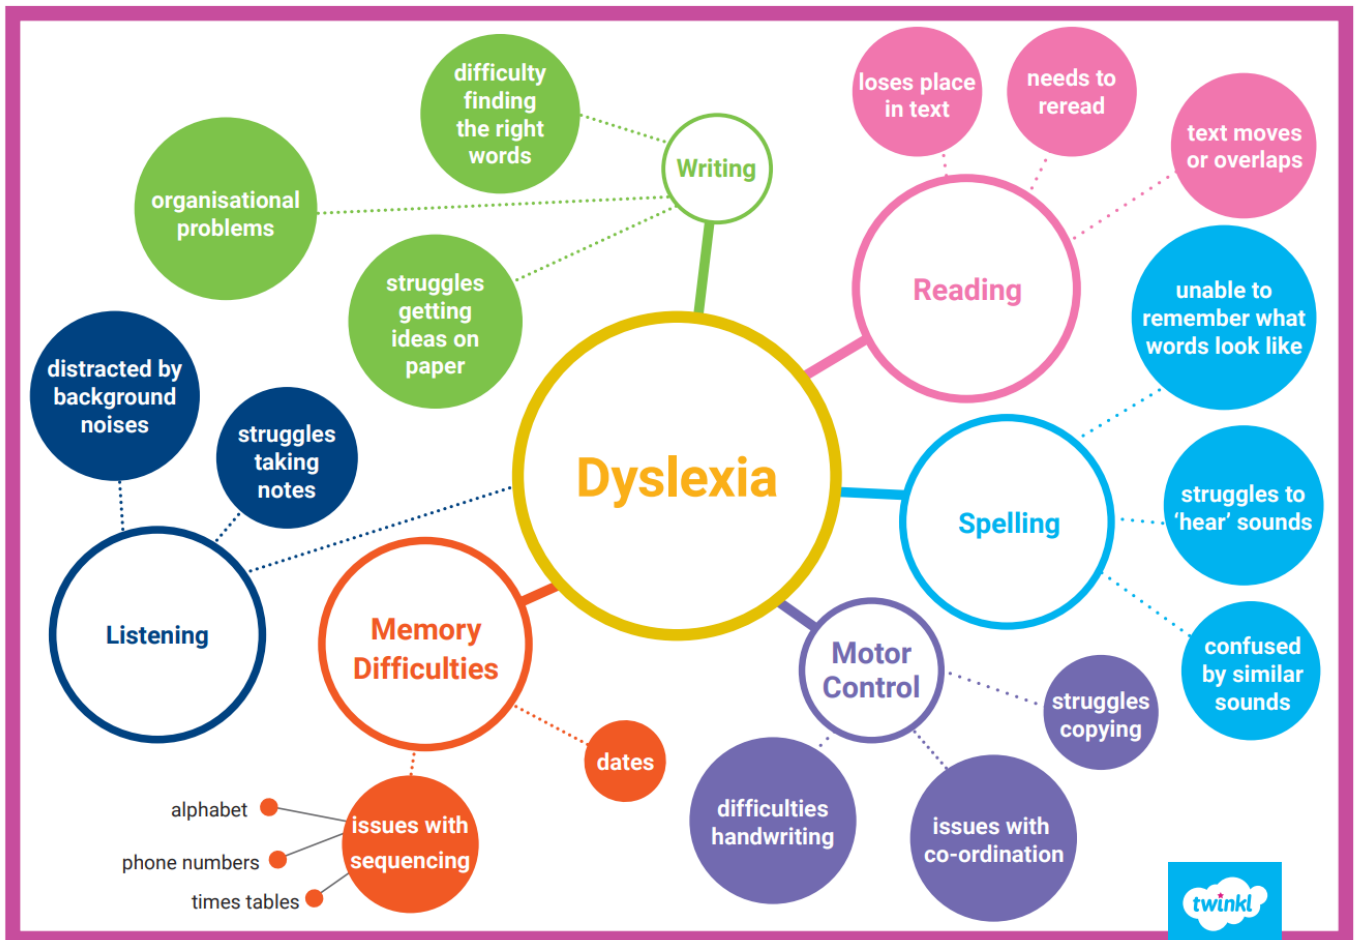 Dyslexia
Writing
difficulty
finding
the right
words
organisational
problems
struggles
getting
ideas on
paper
Reading
loses place
in text
needs to
reread
text moves
or overlaps
Spelling
unable to
remember what
words look like
struggles to
‘hear’ sounds
confused
by similar
sounds
Motor
Control
struggles
copying
issues with
co-ordination
difficulties
handwriting
Memory
Difficulties
dates
issues with
sequencing
alphabet
phone numbers
times tables
Listening
distracted by
background
noises
struggles
taking
notes
twinkl